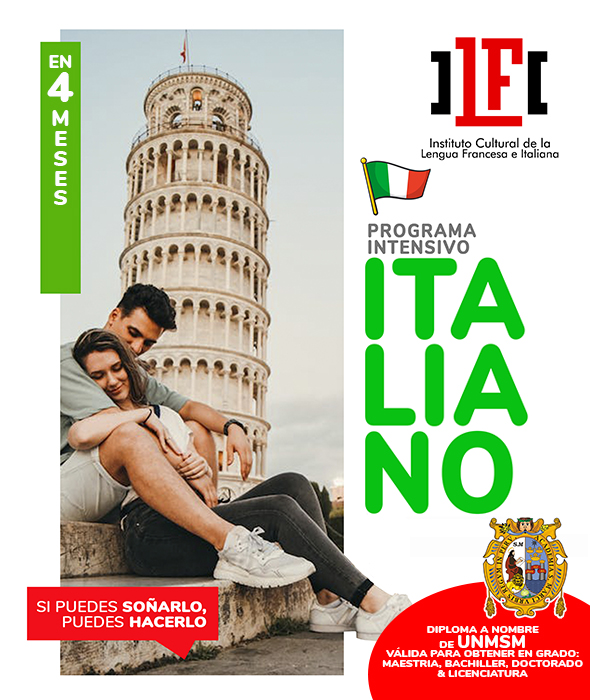 EN
4
MESES
ILFC
Instituto Cultural de la
Lengua Francesa e Italiana
PROGRAMA
INTENSIVO
ITA
LIA
NO
S.M
SI PUEDES SOÑARLO,
PUEDES HACERLO
DIPLOMA A NOMBRE
DE UNMSM
VÁLIDA PARA OBTENER EN GRADO:
MAESTRIA, BACHILLER, DOCTORADO
& LICENCIATURA